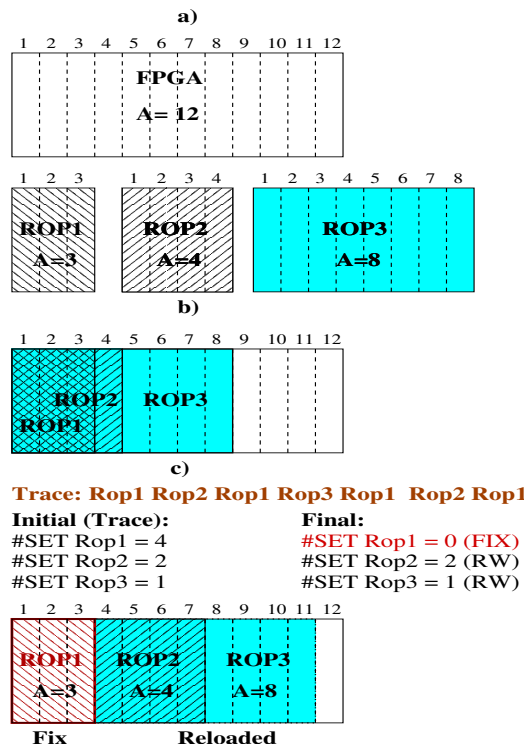 a)
1 2 3 4 5 6 7 8 9 10 11 12
FPGA
A= 12
1 2 3 1 2 3 4 1 2 3 4 5 6 7 8
ROP1 ROP2 ROP3
A=3 A=4 A=8
b)
1 2 3 4 5 6 7 8 9 10 11 12
ROP2 ROP3
ROP1
c)
Trace: Rop1 Rop2 Rop1 Rop3 Rop1 Rop2 Rop1
Initial (Trace): Final:
#SET Rop1 = 4 #SET Rop1 = 0 (FIX)
#SET Rop2 = 2 #SET Rop2 = 2 (RW)
#SET Rop3 = 1 #SET Rop3 = 1 (RW)
1 2 3 4 5 6 7 8 9 10 11 12
ROP1 ROP2 ROP3
A=3 A=4 A=8
Fix Reloaded